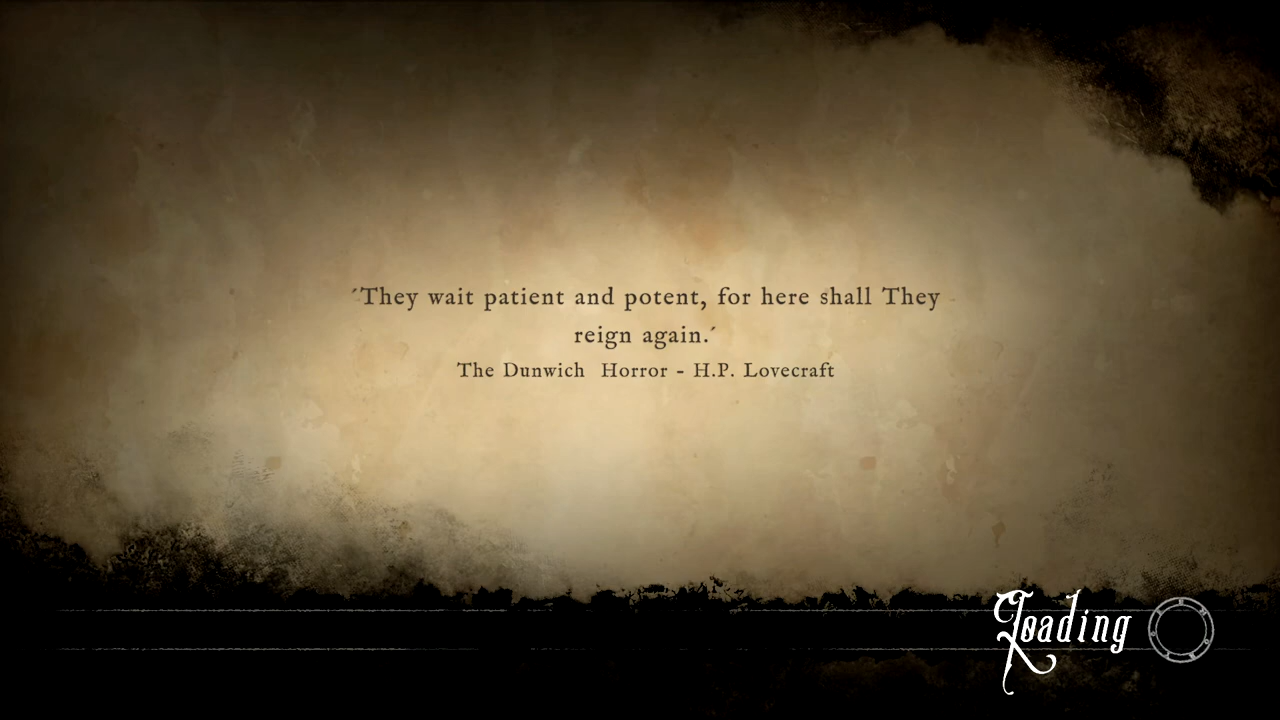 ´They wait patient and potent, for here shall They
reign again.´
The Dunwich  Horror - H.P. Lovecraft
Loading